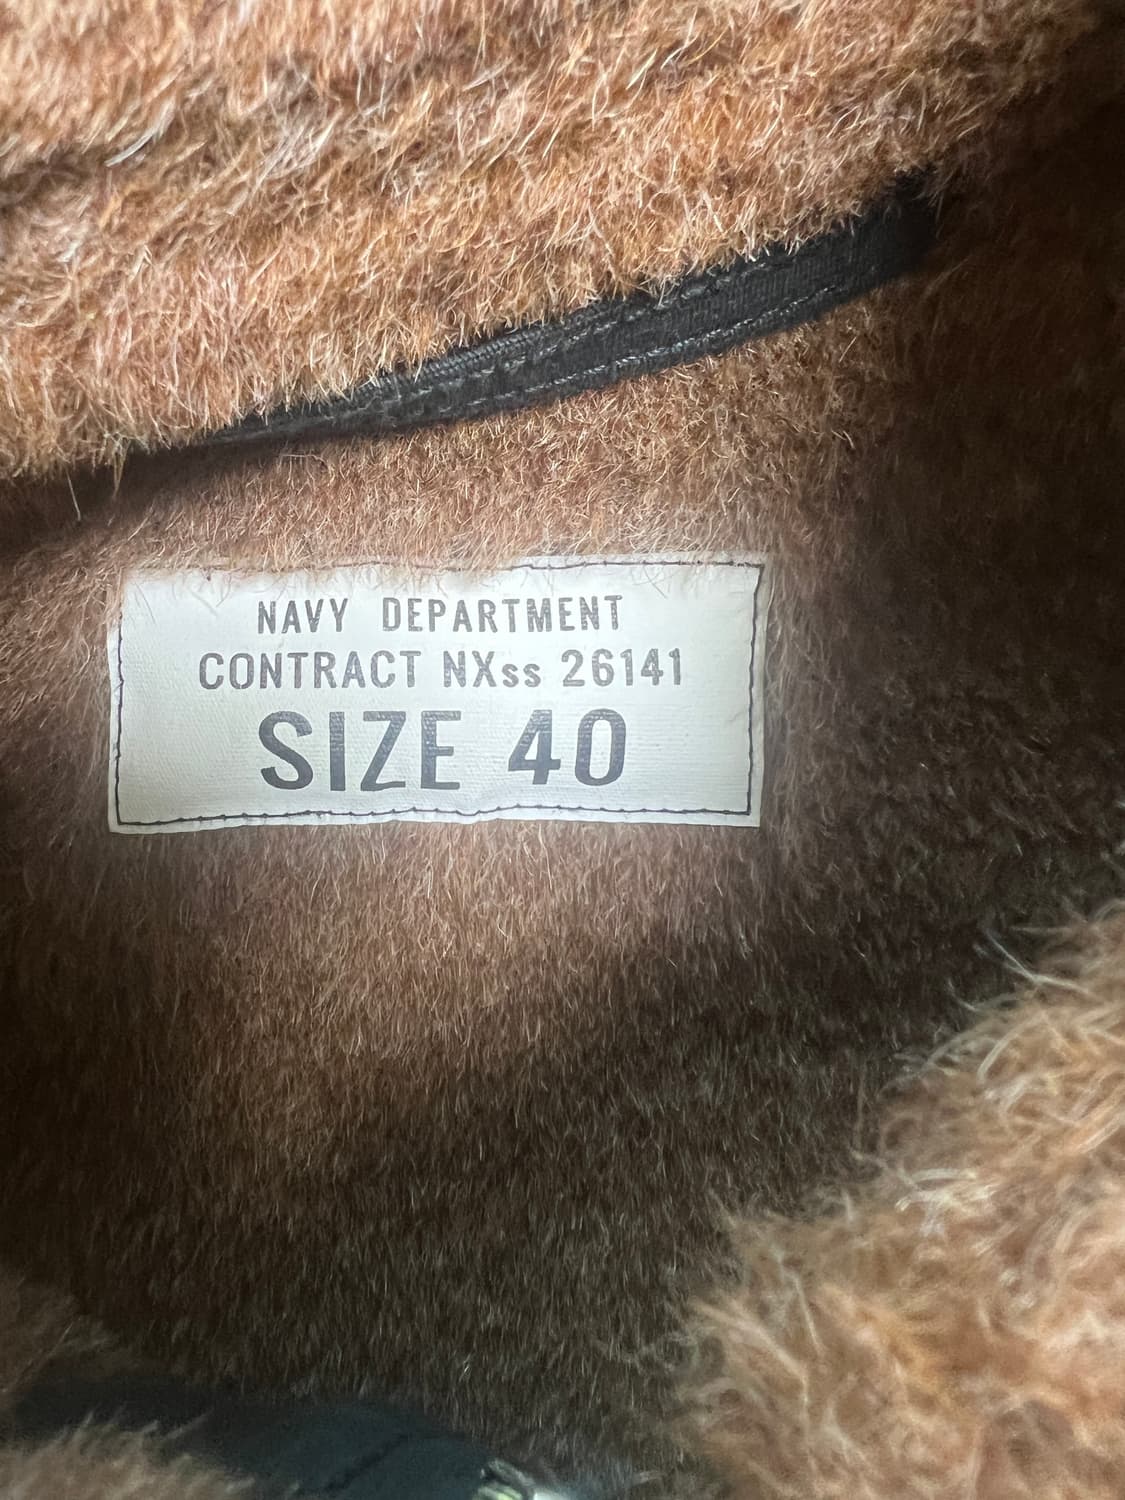 NAVY DEPARTMENT
CONTRACT NXss 26141
SIZE 40